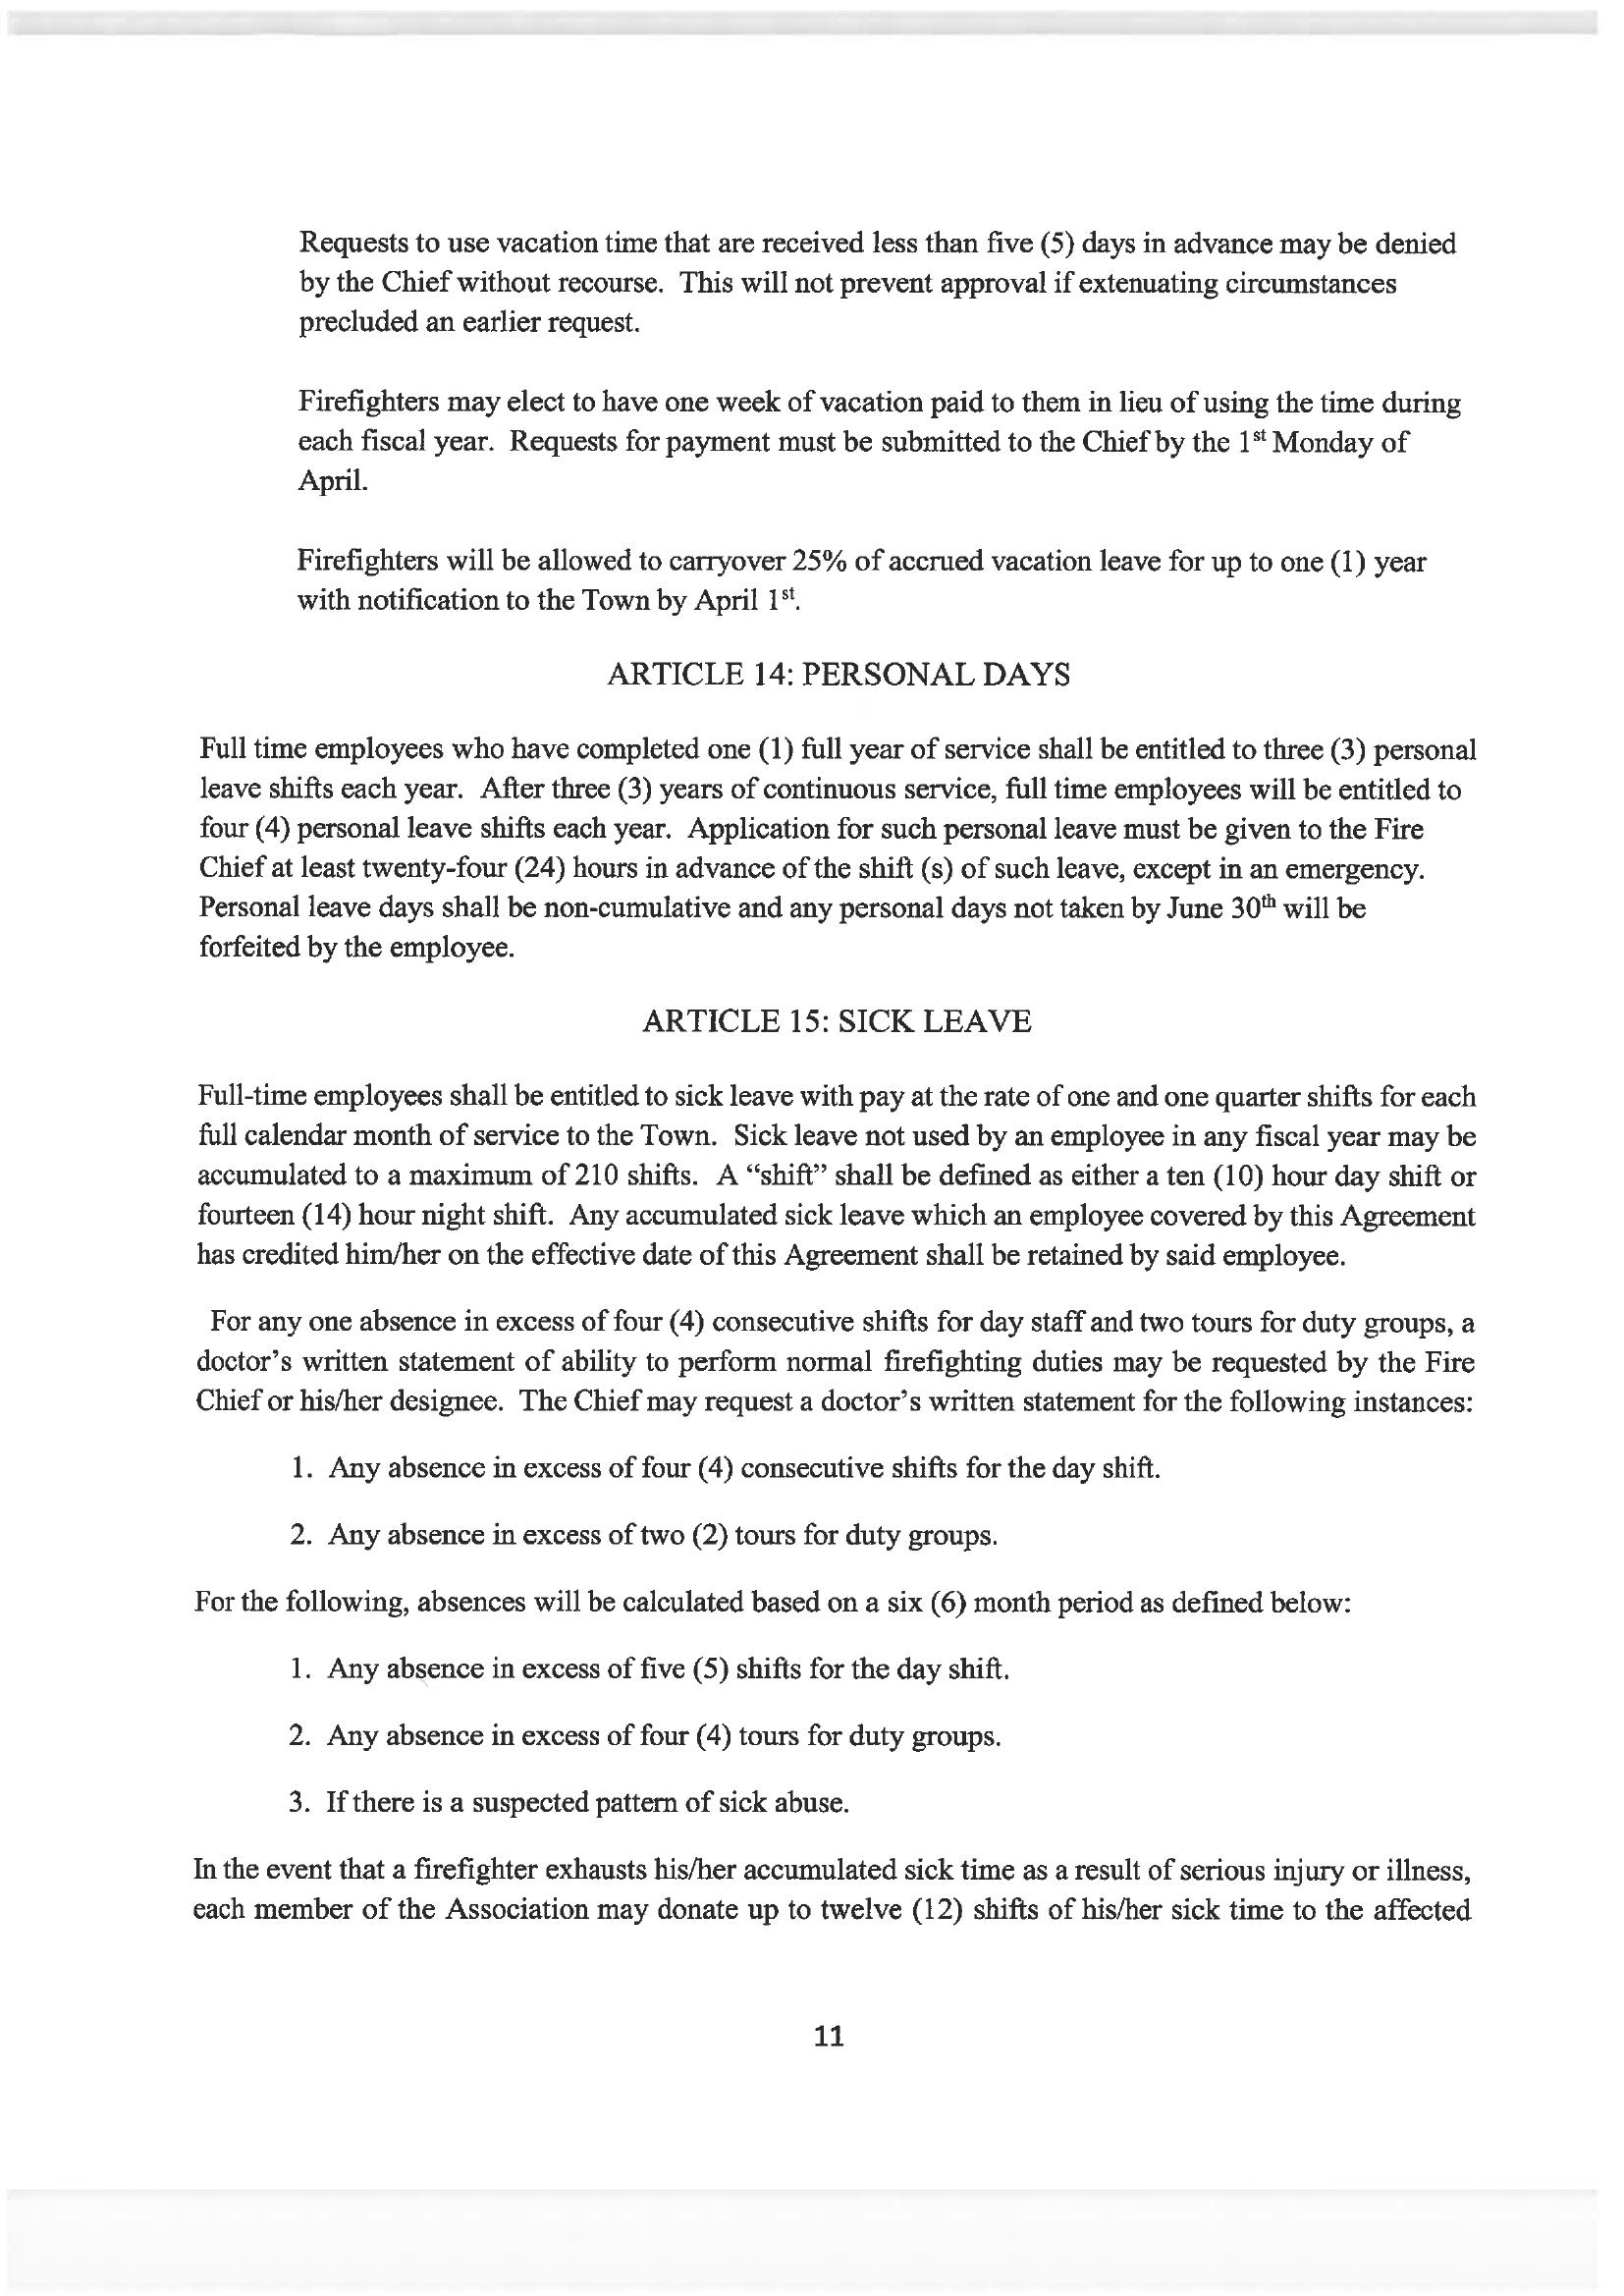 Requests to use vacation time that are received less than five (5) days in advance may be denied
by the Chief without recourse. This will not prevent approval if extenuating circumstances
precluded an earlier request.
Firefighters may elect to have one week of vacation paid to them in lieu of using the time during
each fiscal year. Requests for payment must be submitted to the Chief by the 1st Monday of
April.
Firefighters will be allowed to carryover 25% of accrued vacation leave for up to one (1) year
with notification to the Town by April 1st.
ARTICLE 14: PERSONAL DAYS
Full time employees who have completed one (1) full year of service shall be entitled to three (3) personal
leave shifts each year. After three (3) years of continuous service, full time employees will be entitled to
four (4) personal leave shifts each year. Application for such personal leave must be given to the Fire
Chief at least twenty-four (24) hours in advance of the shift (s) of such leave, except in an emergency.
Personal leave days shall be non-cumulative and any personal days not taken by June 30th will be
forfeited by the employee.
ARTICLE 15: SICK LEAVE
Full-time employees shall be entitled to sick leave with pay at the rate of one and one quarter shifts for each
full calendar month of service to the Town. Sick leave not used by an employee in any fiscal year may be
accumulated to a maximum of 210 shifts. A “shift” shall be defined as either a ten (10) hour day shift or
fourteen (14) hour night shift. Any accumulated sick leave which an employee covered by this Agreement
has credited him/her on the effective date of this Agreement shall be retained by said employee.
For any one absence in excess of four (4) consecutive shifts for day staff and two tours for duty groups, a
doctor’s written statement of ability to perform normal firefighting duties may be requested by the Fire
Chief or his/her designee. The Chief may request a doctor’s written statement for the following instances:
1. Any absence in excess of four (4) consecutive shifts for the day shift.
2. Any absence in excess of two (2) tours for duty groups.
For the following, absences will be calculated based on a six (6) month period as defined below:
1. Any absence in excess of five (5) shifts for the day shift.
2. Any absence in excess of four (4) tours for duty groups.
3. If there is a suspected pattern of sick abuse.
In the event that a firefighter exhausts his/her accumulated sick time as a result of serious injury or illness,
each member of the Association may donate up to twelve (12) shifts of his/her sick time to the affected
11